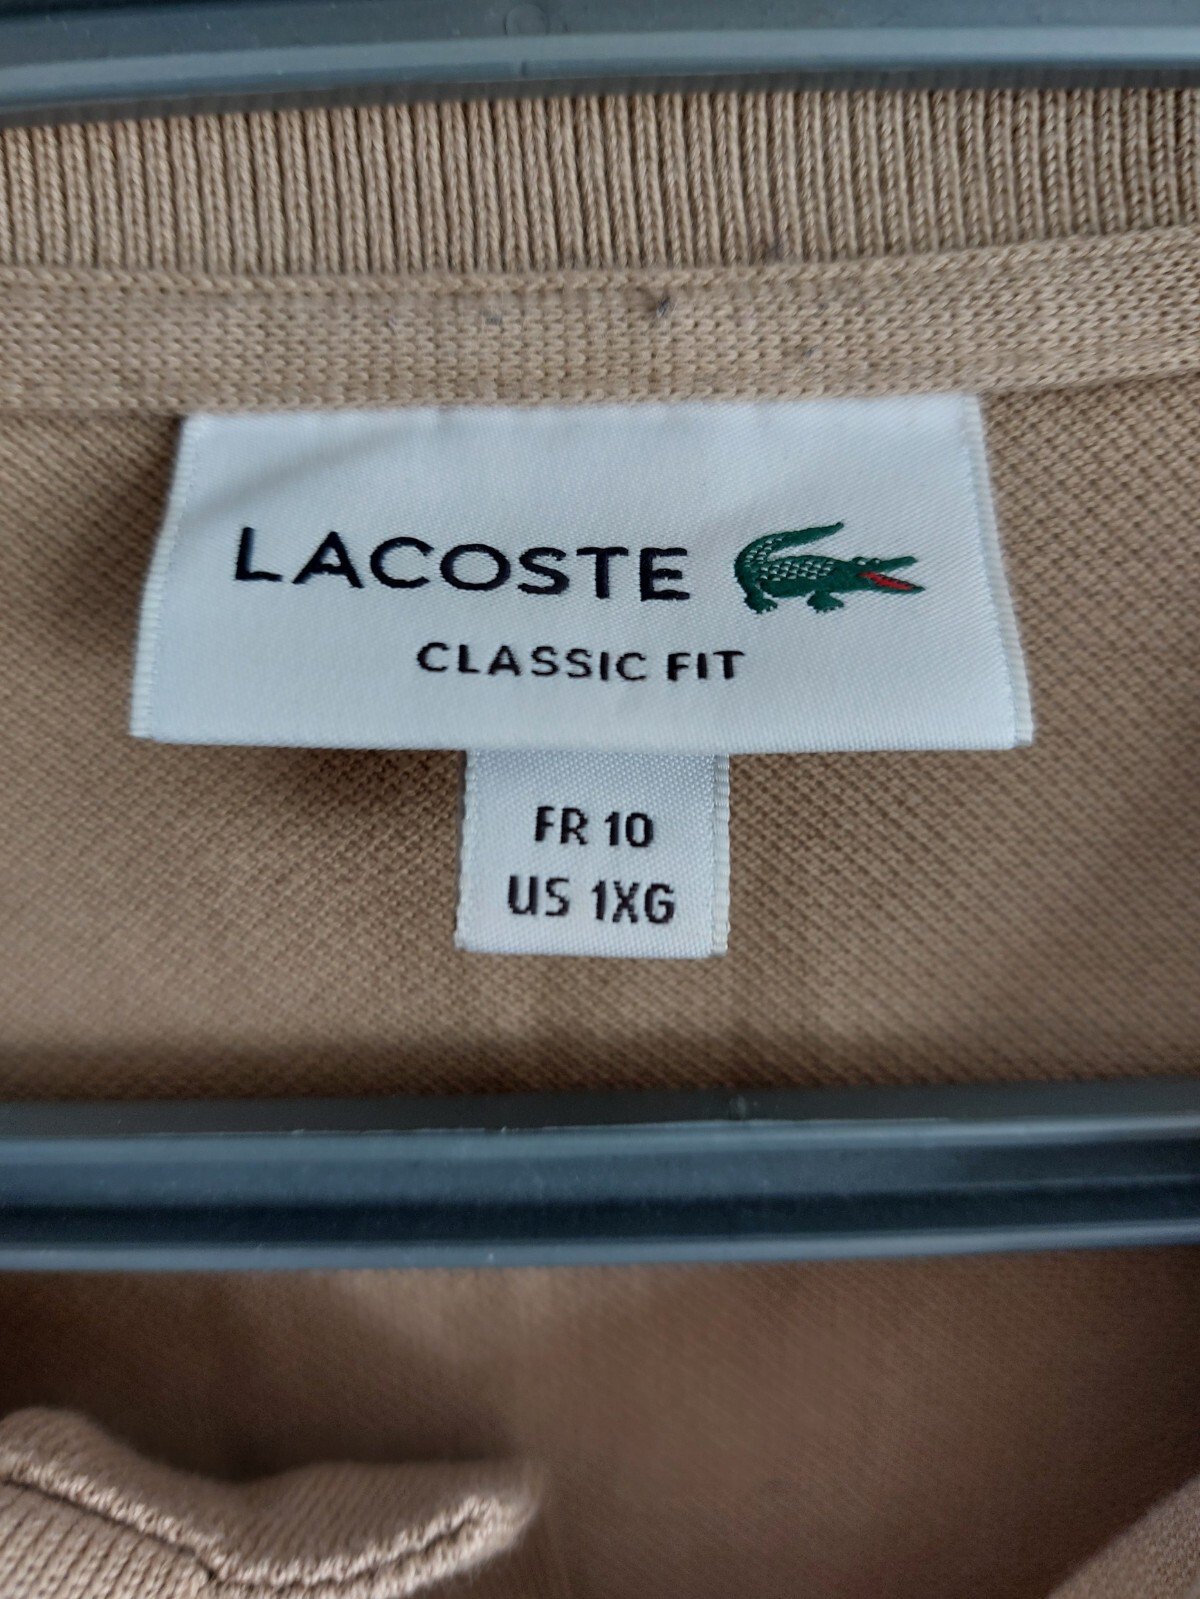 LACOSTE
CLASSIC FIT
FR 10
US 1XG